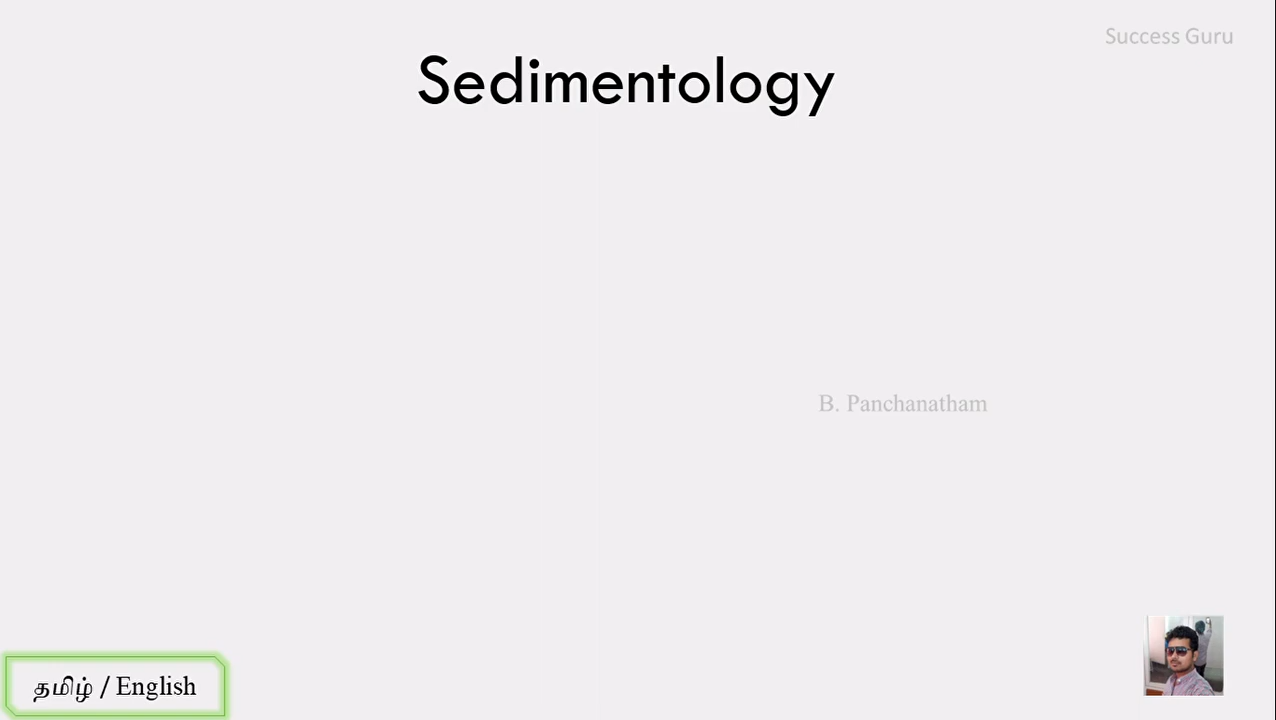 Success Guru
Sedimentology
B. Panchanatham
தமிழ் / English